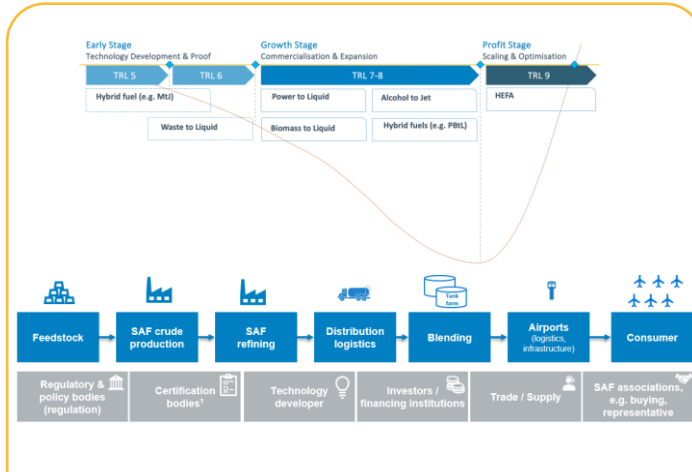 Early Stage
Technology Development & Proof
Growth Stage
Commercialisation & Expansion
Profit Stage
Scaling & Optimisation
TRL 5
TRL 6
TRL 7-8
TRL 9
Hybrid fuel (e.g. MtJ)
Power to Liquid
Alcohol to Jet
HEFA
Waste to Liquid
Biomass to Liquid
Hybrid fuels (e.g. PBtL)
Tank
farm
Feedstock
SAF crude
production
SAF
refining
Distribution
logistics
Blending
Airports
(logistics,
infrastructure)
Consumer
Regulatory &
policy bodies
(regulation)
Certification
bodies¹
Technology
developer
Investors /
financing institutions
Trade / Supply
SAF associations,
e.g. buying,
representative